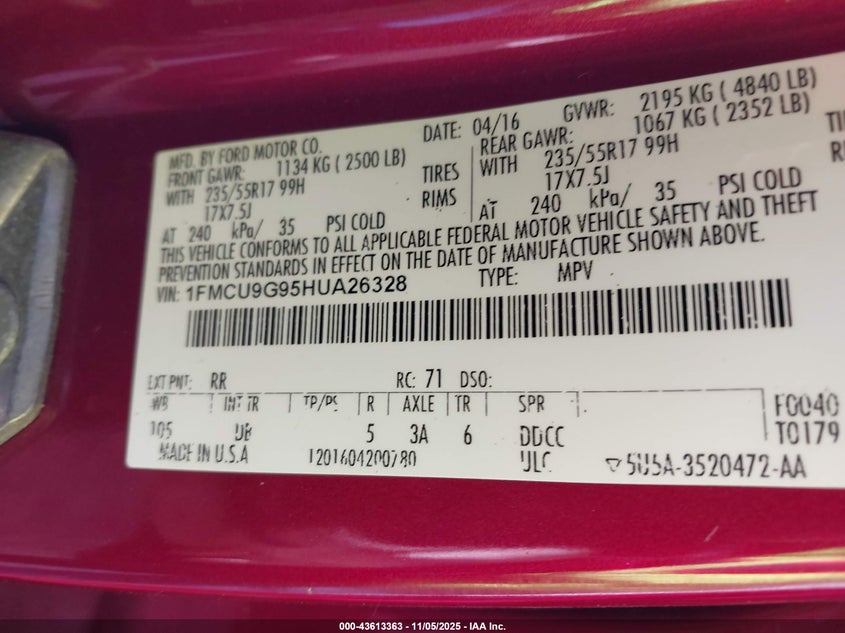 MFD. BY FORD MOTOR CO. DATE: 04/16 GVWR: 2195 KG ( 4840 LB)
FRONT GAWR: 1134 KG ( 2500 LB) REAR GAWR: 1067 KG ( 2352 LB)
WITH 235/55R17 99H TIRES WITH 235/55R17 99H TI
17X7.5J RIMS 17X7.5J
AT 240 kPa/ 35 PSI COLD AT 240 kPa/ 35 PSI COLD
THIS VEHICLE CONFORMS TO ALL APPLICABLE FEDERAL MOTOR VEHICLE SAFETY AND THEFT
PREVENTION STANDARDS IN EFFECT ON THE DATE OF MANUFACTURE SHOWN ABOVE.
VIN: 1FMCU9G95HUA26328 TYPE: MPV
EXT PNT: RR RC: 71 DSO:
WB INT TR TP/PS R AXLE TR SPR F0040
105 UB 5 3A 6 DDCC T0179
MADE IN U.S.A 1201604200780 ULC 5U5A-3520472-AA
000-43613363 - 11/05/2025 - IAA Inc.